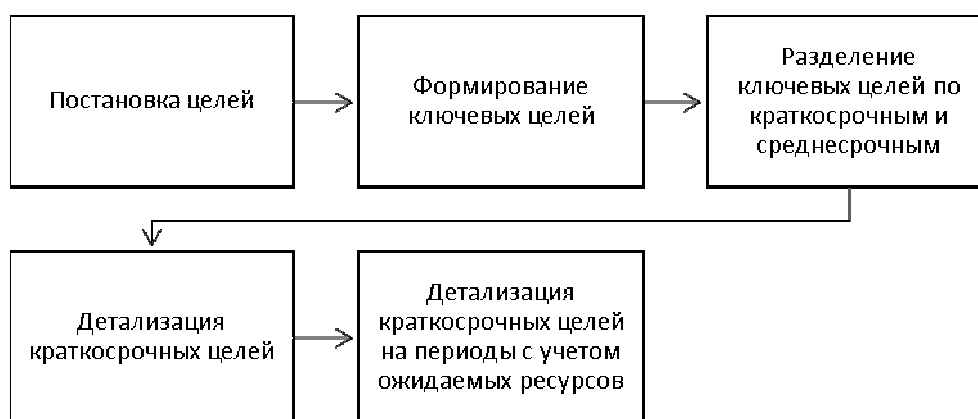 Постановка целей
Формирование
ключевых целей
Разделение
ключевых целей по
краткосрочным и
среднесрочным
Детализация
краткосрочных целей
Детализация
краткосрочных целей
на периоды с учетом
ожидаемых ресурсов